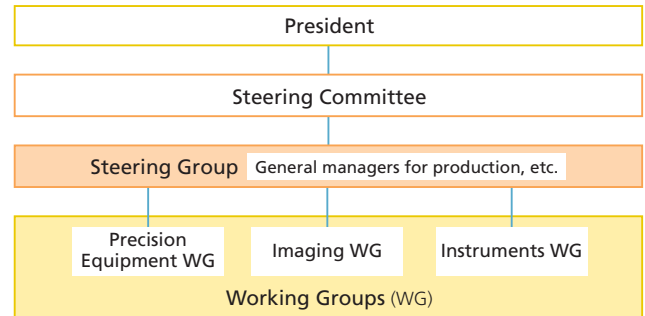 President
Steering Committee
Steering Group General managers for production, etc.
Precision
Equipment WG
Imaging WG
Instruments WG
Working Groups (WG)